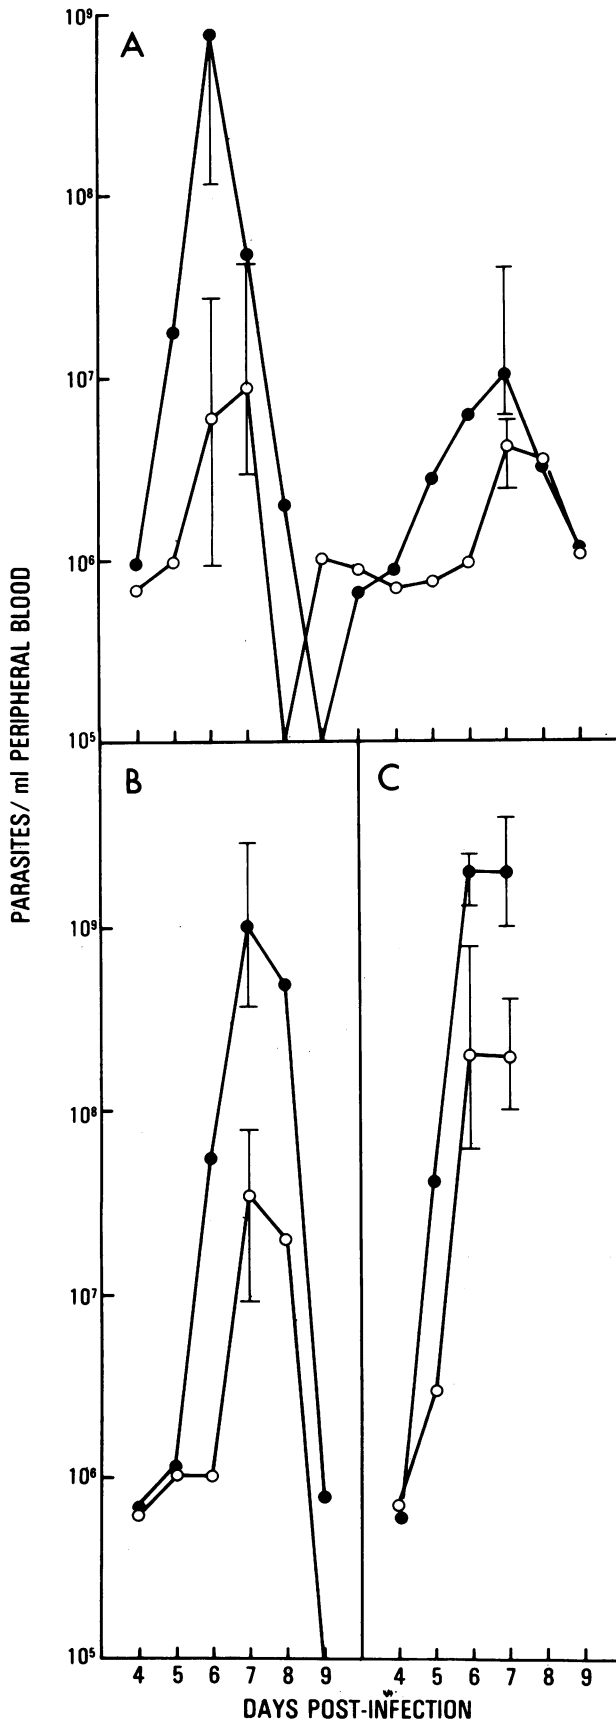 A
10⁹
10⁸
10⁷
10⁶
10⁵
PARASITES/ ml PERIPHERAL BLOOD
B
C
10⁹
10⁸
10⁷
10⁶
10⁵
4 5 6 7 8 9 4 5 6 7 8 9
DAYS POST-INFECTION